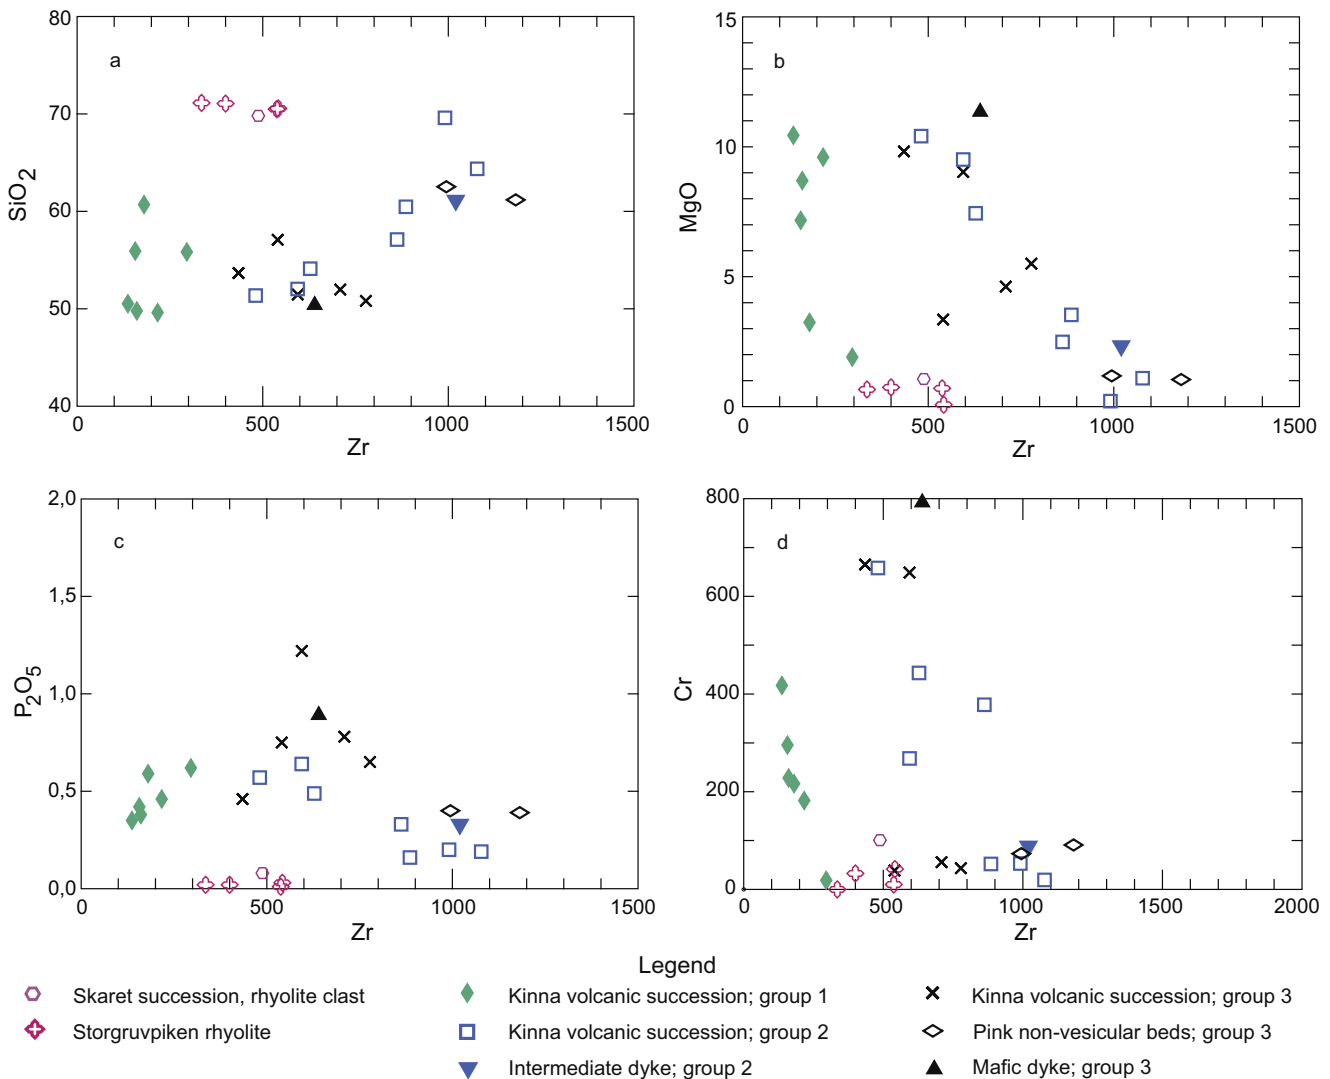 80
70
60
50
40
SiO2
a
0
500
1000
1500
Zr
15
10
5
0
MgO
b
0
500
1000
1500
Zr
2,0
1,5
1,0
0,5
0,0
P2O5
c
0
500
1000
1500
Zr
800
600
400
200
0
Cr
d
0
500
1000
1500
2000
Zr
Legend
Skaret succession, rhyolite clast
Storgruvpiken rhyolite
Kinna volcanic succession; group 1
Kinna volcanic succession; group 2
Intermediate dyke; group 2
Kinna volcanic succession; group 3
Pink non-vesicular beds; group 3
Mafic dyke; group 3